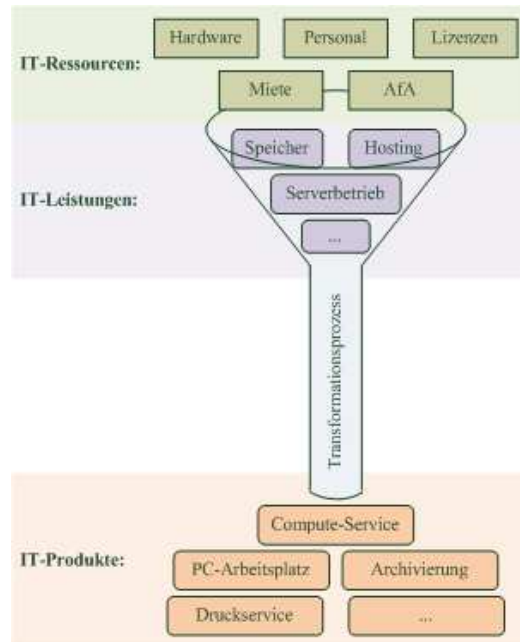 Hardware Personal Lizenzen
IT-Ressourcen:
Miete AfA
Speicher Hosting
IT-Leistungen:
Serverbetrieb
...
Transformationsprozess
Compute-Service
IT-Produkte:
PC-Arbeitsplatz Archivierung
Druckservice ...